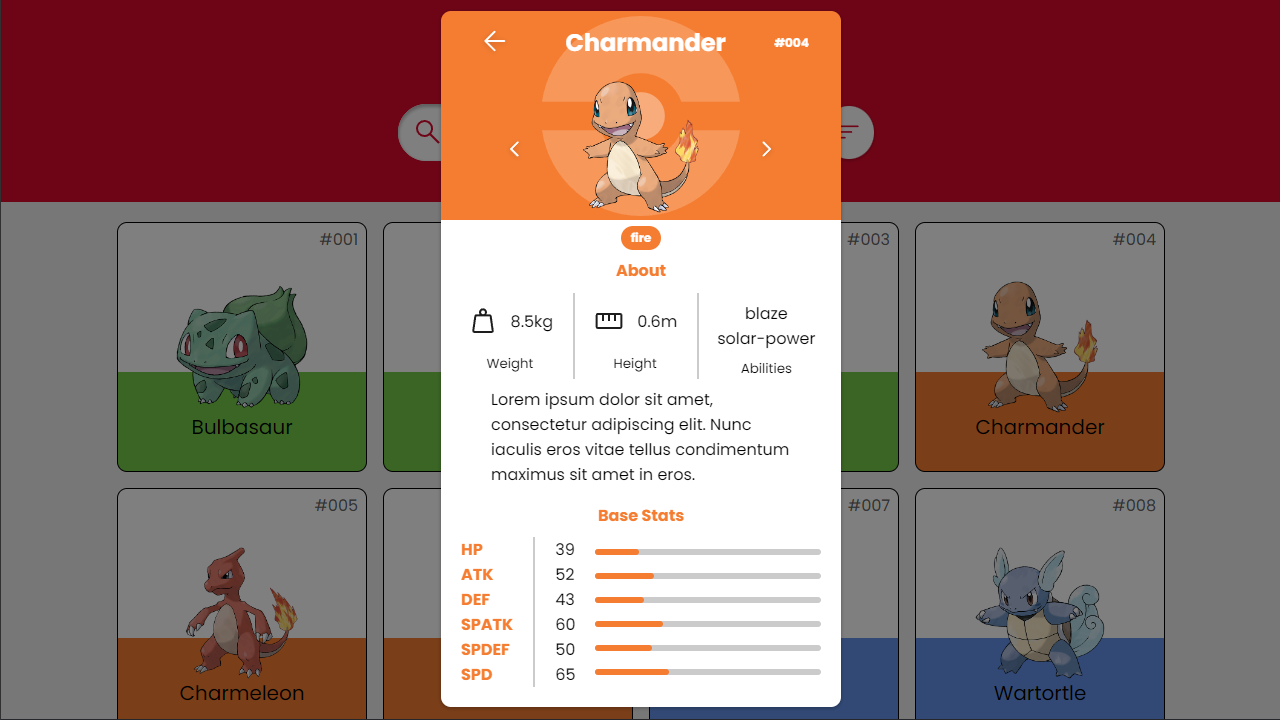 Charmander
#004
fire
About
8.5kg
Weight
0.6m
Height
blaze
solar-power
Abilities
Lorem ipsum dolor sit amet,
consectetur adipiscing elit. Nunc
iaculis eros vitae tellus condimentum
maximus sit amet in eros.
Base Stats
HP 39
ATK 52
DEF 43
SPATK 60
SPDEF 50
SPD 65
#001
Bulbasaur
#003
#004
Charmander
#005
Charmeleon
#007
#008
Wartortle